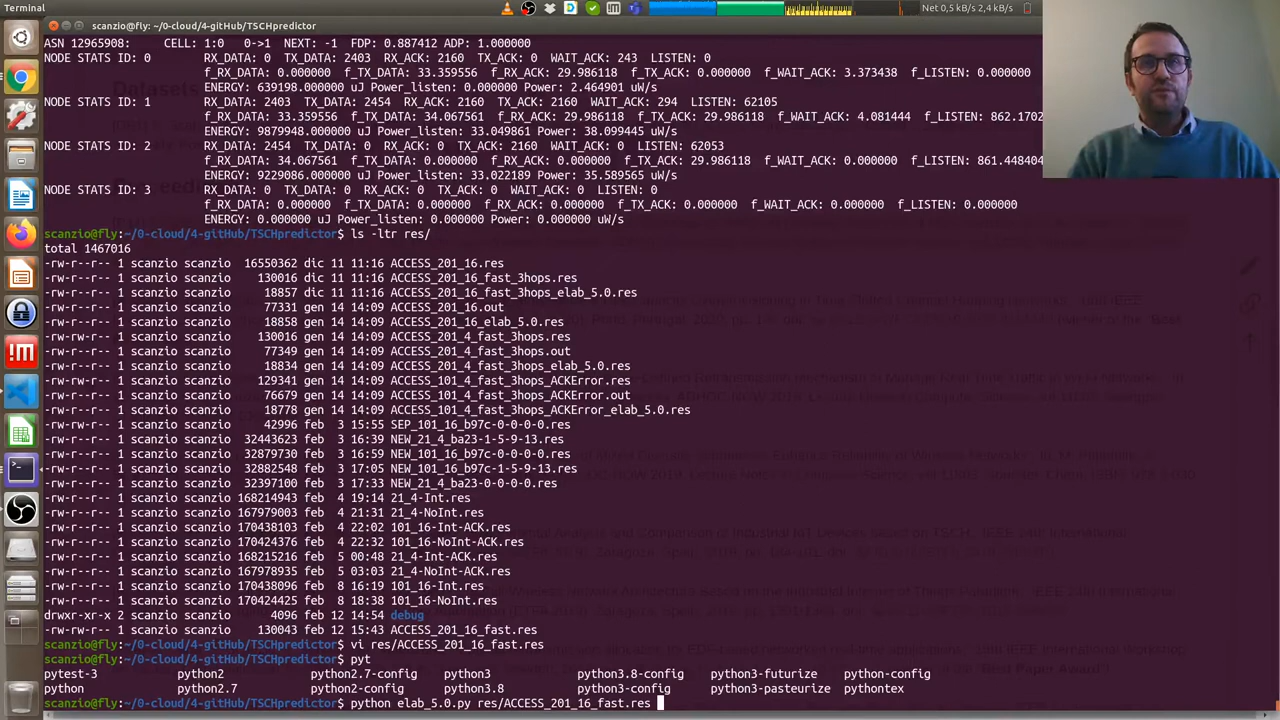 Terminal
Net 0,5 kB/s 2,4 kB/s
scanzio@fly: ~/0-cloud/4-gitHub/TSCHpredictor
ASN 12965908: CELL: 1:0 0->1 NEXT: -1 FDP: 0.887412 ADP: 1.000000
NODE STATS ID: 0 RX_DATA: 0 TX_DATA: 2403 RX_ACK: 2160 TX_ACK: 0 WAIT_ACK: 243 LISTEN: 0
f_RX_DATA: 0.000000 f_TX_DATA: 33.359556 f_RX_ACK: 29.986118 f_TX_ACK: 0.000000 f_WAIT_ACK: 3.373438 f_LISTEN: 0.000000
ENERGY: 639198.000000 uJ Power_listen: 0.000000 Power: 2.464901 uW/s
NODE STATS ID: 1 RX_DATA: 2403 TX_DATA: 2454 RX_ACK: 2160 TX_ACK: 2160 WAIT_ACK: 294 LISTEN: 62105
f_RX_DATA: 33.359556 f_TX_DATA: 34.067561 f_RX_ACK: 29.986118 f_TX_ACK: 29.986118 f_WAIT_ACK: 4.081444 f_LISTEN: 862.1702
ENERGY: 9879948.000000 uJ Power_listen: 33.049861 Power: 38.099445 uW/s
NODE STATS ID: 2 RX_DATA: 2454 TX_DATA: 0 RX_ACK: 0 TX_ACK: 2160 WAIT_ACK: 0 LISTEN: 62053
f_RX_DATA: 34.067561 f_TX_DATA: 0.000000 f_RX_ACK: 0.000000 f_TX_ACK: 29.986118 f_WAIT_ACK: 0.000000 f_LISTEN: 861.448404
ENERGY: 9229086.000000 uJ Power_listen: 33.022189 Power: 35.589565 uW/s
NODE STATS ID: 3 RX_DATA: 0 TX_DATA: 0 RX_ACK: 0 TX_ACK: 0 WAIT_ACK: 0 LISTEN: 0
f_RX_DATA: 0.000000 f_TX_DATA: 0.000000 f_RX_ACK: 0.000000 f_TX_ACK: 0.000000 f_WAIT_ACK: 0.000000 f_LISTEN: 0.000000
ENERGY: 0.000000 uJ Power_listen: 0.000000 Power: 0.000000 uW/s
scanzio@fly:~/0-cloud/4-gitHub/TSCHpredictor$ ls -ltr res/
total 1467016
-rw-r--r-- 1 scanzio scanzio 16550362 dic 11 11:16 ACCESS_201_16.res
-rw-r--r-- 1 scanzio scanzio 130016 dic 11 11:16 ACCESS_201_16_fast_3hops.res
-rw-r--r-- 1 scanzio scanzio 18857 dic 11 11:16 ACCESS_201_16_fast_3hops_elab_5.0.res
-rw-r--r-- 1 scanzio scanzio 77331 gen 14 14:09 ACCESS_201_16.out
-rw-r--r-- 1 scanzio scanzio 18858 gen 14 14:09 ACCESS_201_16_elab_5.0.res
-rw-rw-r-- 1 scanzio scanzio 130016 gen 14 14:09 ACCESS_201_4_fast_3hops.res
-rw-r--r-- 1 scanzio scanzio 77349 gen 14 14:09 ACCESS_201_4_fast_3hops.out
-rw-r--r-- 1 scanzio scanzio 18834 gen 14 14:09 ACCESS_201_4_fast_3hops_elab_5.0.res
-rw-rw-r-- 1 scanzio scanzio 129341 gen 14 14:09 ACCESS_101_4_fast_3hops_ACKError.res
-rw-r--r-- 1 scanzio scanzio 76679 gen 14 14:09 ACCESS_101_4_fast_3hops_ACKError.out
-rw-r--r-- 1 scanzio scanzio 18778 gen 14 14:09 ACCESS_101_4_fast_3hops_ACKError_elab_5.0.res
-rw-r--r-- 1 scanzio scanzio 42996 feb 3 15:55 SEP_101_16_b97c-0-0-0-0.res
-rw-rw-r-- 1 scanzio scanzio 32443623 feb 3 16:39 NEW_21_4_ba23-1-5-9-13.res
-rw-rw-r-- 1 scanzio scanzio 32879730 feb 3 16:59 NEW_101_16_b97c-0-0-0-0.res
-rw-rw-r-- 1 scanzio scanzio 32882548 feb 3 17:05 NEW_101_16_b97c-1-5-9-13.res
-rw-rw-r-- 1 scanzio scanzio 32397100 feb 3 17:33 NEW_21_4_ba23-0-0-0-0.res
-rw-rw-r-- 1 scanzio scanzio 168214943 feb 4 19:14 21_4-Int.res
-rw-rw-r-- 1 scanzio scanzio 167979003 feb 4 21:31 21_4-NoInt.res
-rw-rw-r-- 1 scanzio scanzio 170438103 feb 4 22:02 101_16-Int-ACK.res
-rw-rw-r-- 1 scanzio scanzio 170424376 feb 4 22:32 101_16-NoInt-ACK.res
-rw-rw-r-- 1 scanzio scanzio 168215216 feb 5 00:48 21_4-Int-ACK.res
-rw-rw-r-- 1 scanzio scanzio 167978935 feb 5 03:03 21_4-NoInt-ACK.res
-rw-rw-r-- 1 scanzio scanzio 170438096 feb 8 16:19 101_16-Int.res
-rw-rw-r-- 1 scanzio scanzio 170424425 feb 8 18:38 101_16-NoInt.res
drwxr-xr-x 2 scanzio scanzio 4096 feb 12 14:54 debug
-rw-rw-r-- 1 scanzio scanzio 130043 feb 12 15:43 ACCESS_201_16_fast.res
scanzio@fly:~/0-cloud/4-gitHub/TSCHpredictor$ vi res/ACCESS_201_16_fast.res
scanzio@fly:~/0-cloud/4-gitHub/TSCHpredictor$ pyt
pytest-3 python2 python2.7-config python3 python3.8-config python3-futurize python-config
python python2.7 python2-config python3.8 python3-config python3-pasteurize pythontex
scanzio@fly:~/0-cloud/4-gitHub/TSCHpredictor$ python elab_5.0.py res/ACCESS_201_16_fast.res